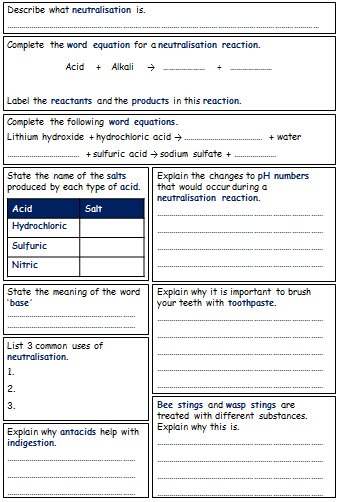 Describe what neutralisation is.
Complete the word equation for a neutralisation reaction.
Acid + Alkali → ______ + ______
Label the reactants and the products in this reaction.
Complete the following word equations.
Lithium hydroxide + hydrochloric acid → .............................. + water
.............................. + sulfuric acid → sodium sulfate + ..................
State the name of the salts
produced by each type of acid.
Acid Salt
Hydrochloric
Sulfuric
Nitric
Explain the changes to pH numbers
that would occur during a
neutralisation reaction.
State the meaning of the word
'base'
Explain why it is important to brush
your teeth with toothpaste.
List 3 common uses of
neutralisation.
1.
2.
3.
Explain why antacids help with
indigestion.
Bee stings and wasp stings are
treated with different substances.
Explain why this is.